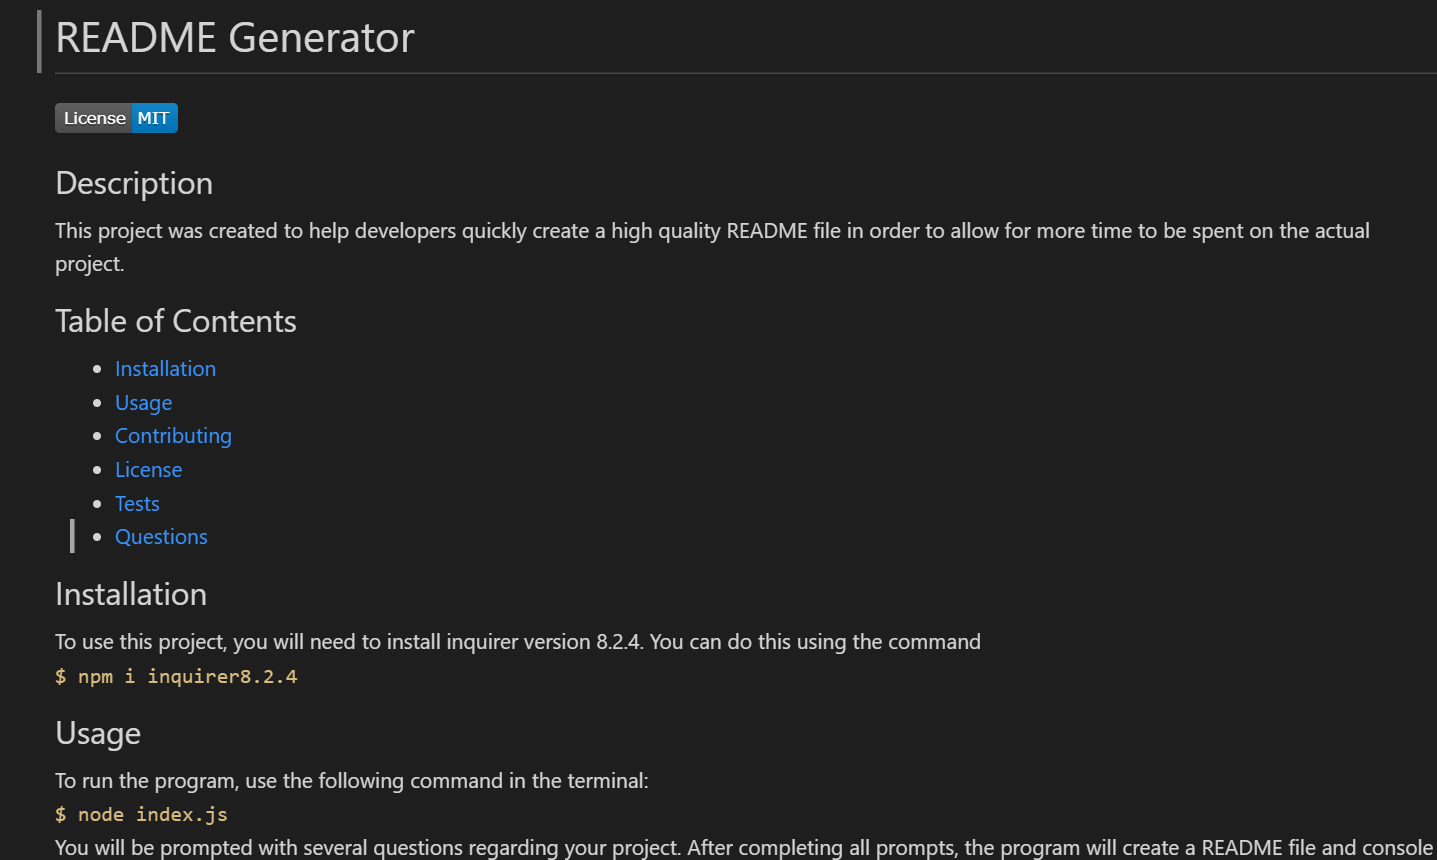 README Generator
License MIT
Description
This project was created to help developers quickly create a high quality README file in order to allow for more time to be spent on the actual
project.
Table of Contents
Installation
Usage
Contributing
License
Tests
Questions
Installation
To use this project, you will need to install inquirer version 8.2.4. You can do this using the command
$ npm i inquirer8.2.4
Usage
To run the program, use the following command in the terminal:
$ node index.js
You will be prompted with several questions regarding your project. After completing all prompts, the program will create a README file and console